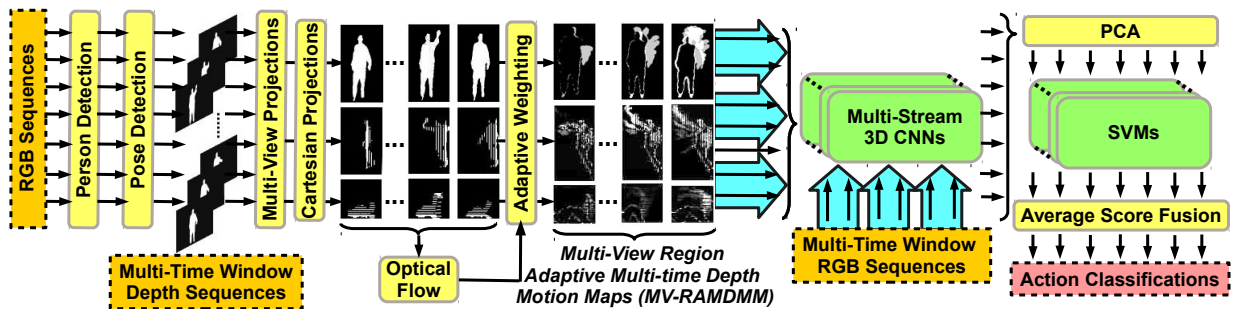 RGB Sequences
Person Detection
Pose Detection
Multi-Time Window
Depth Sequences
Multi-View Projections
Cartesian Projections
Optical
Flow
Adaptive Weighting
Multi-View Region
Adaptive Multi-time Depth
Motion Maps (MV-RAMDMM)
Multi-Stream
3D CNNs
Multi-Time Window
RGB Sequences
PCA
SVMs
Average Score Fusion
Action Classifications